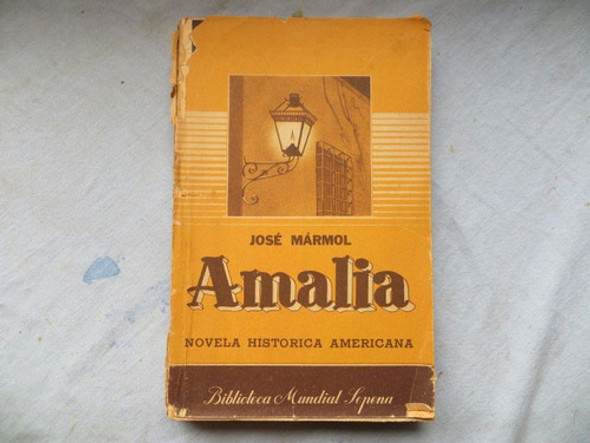 JOSÉ MÁRMOL
Amalia
NOVELA HISTORICA AMERICANA
Biblioteca Mundial Sopena